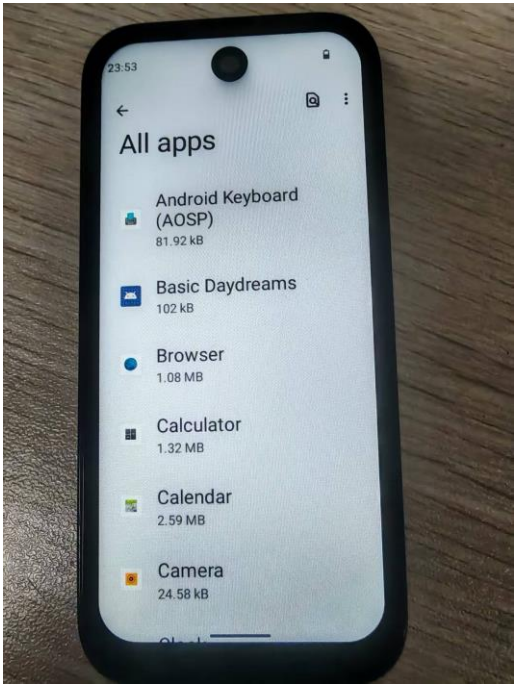 23:53
All apps
Android Keyboard
(AOSP)
81.92 kB
Basic Daydreams
102 kB
Browser
1.08 MB
Calculator
1.32 MB
Calendar
2.59 MB
Camera
24.58 kB